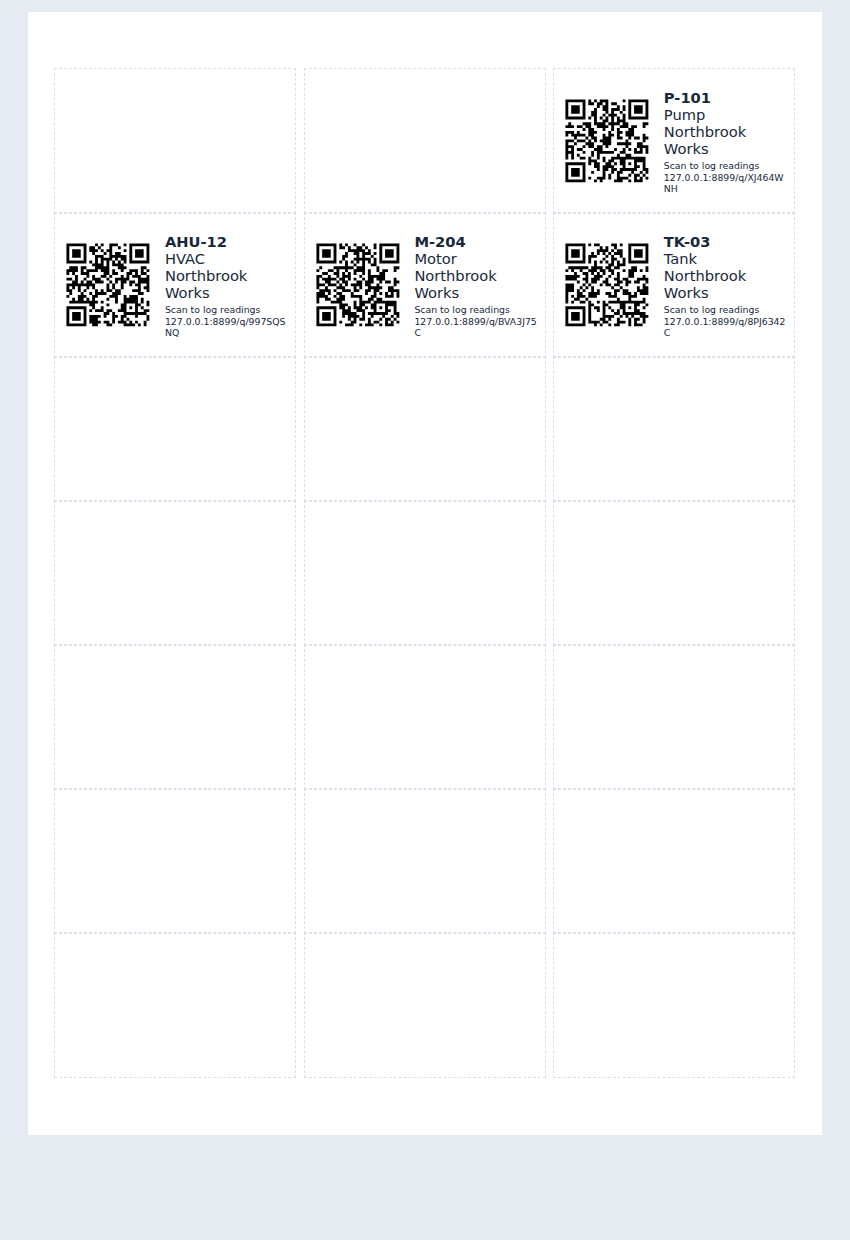 P-101
Pump
Northbrook
Works
Scan to log readings
127.0.0.1:8899/q/XJ464W
NH
AHU-12
HVAC
Northbrook
Works
Scan to log readings
127.0.0.1:8899/q/997SQS
NQ
M-204
Motor
Northbrook
Works
Scan to log readings
127.0.0.1:8899/q/BVA3J75
C
TK-03
Tank
Northbrook
Works
Scan to log readings
127.0.0.1:8899/q/8PJ6342
C